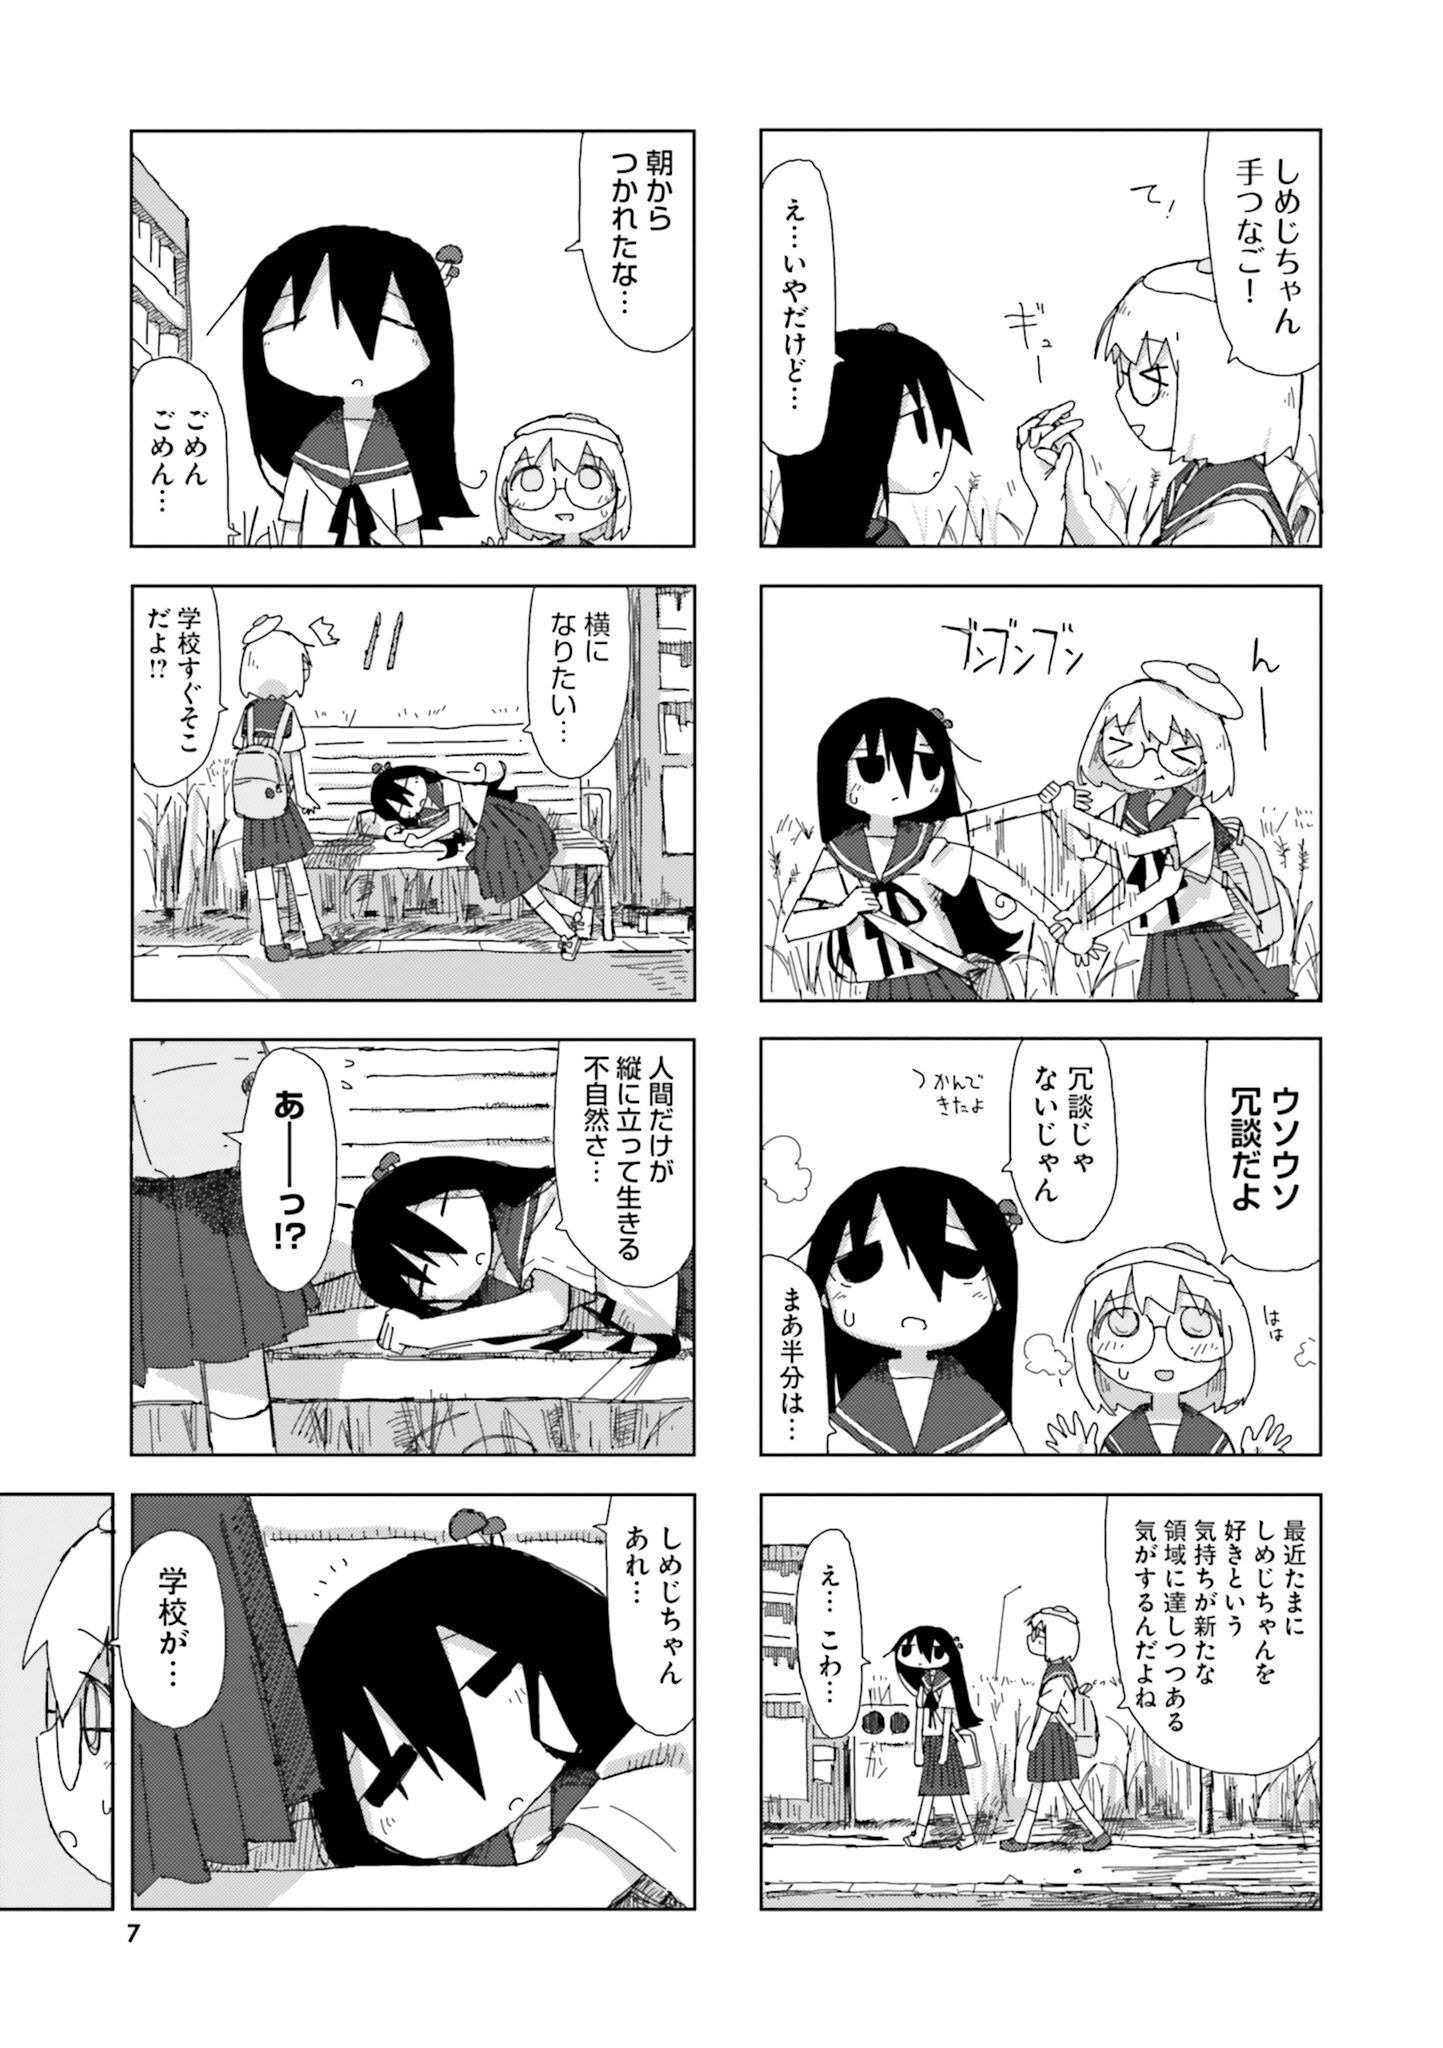 しめじちゃん
手つなご！
て！
ギュー
え…いやだけど…
んー
ブンブンブン
ウソウソ
冗談だよ
冗談じゃ
ないじゃん
つかんで
きたよ
はは
まあ半分は…
最近たまに
しめじちゃんを
好きという
気持ちが新たな
領域に達しつつある
気がするんだよね
え…こわ…
朝から
つかれたな…
ごめん
ごめん…
横に
なりたい…
学校すぐそこ
だよ!?
人間だけが
縦に立って生きる
不自然さ…
あーーっ!?
しめじちゃん
あれ…
学校が…
7